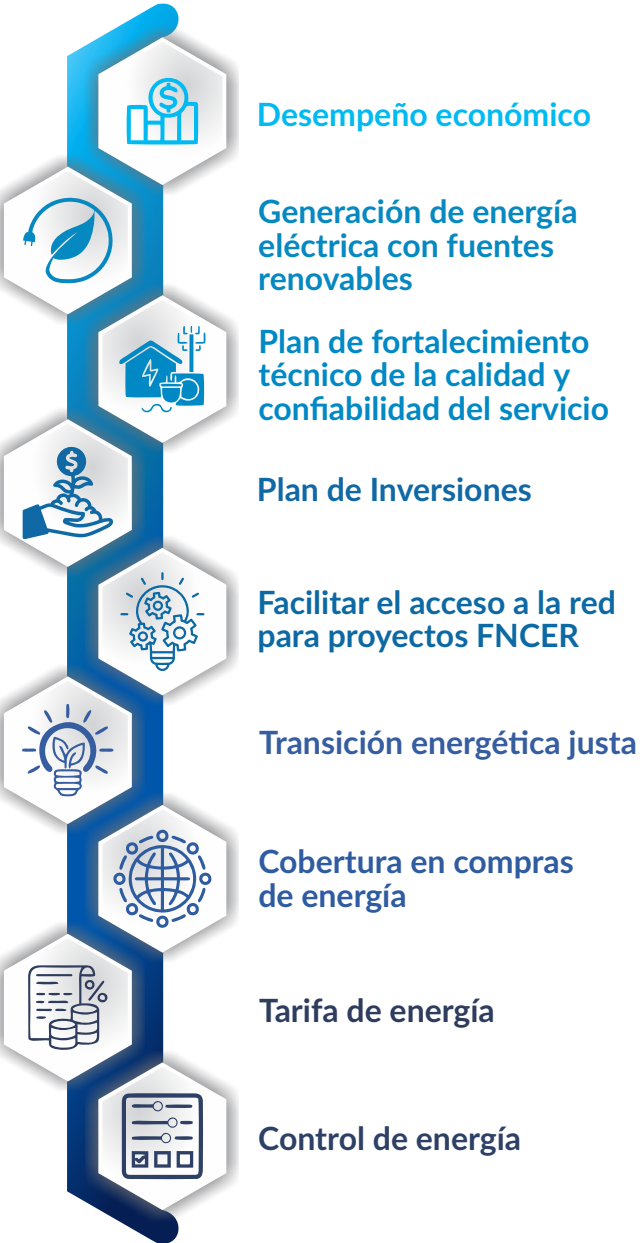 Desempeño económico
Generación de energía
eléctrica con fuentes
renovables
Plan de fortalecimiento
técnico de la calidad y
confiabilidad del servicio
Plan de Inversiones
Facilitar el acceso a la red
para proyectos FNCER
Transición energética justa
Cobertura en compras
de energía
Tarifa de energía
Control de energía